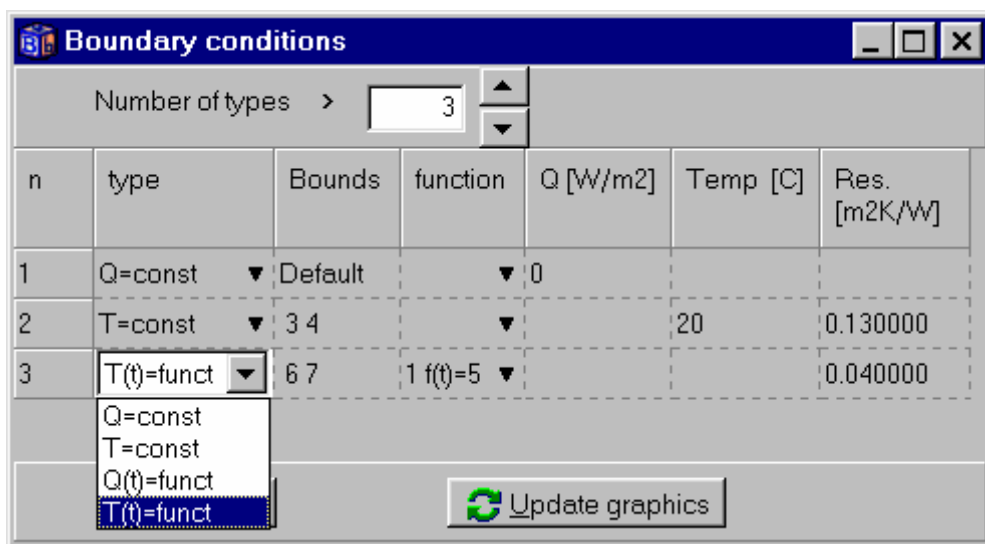 Boundary conditions
Number of types > 3
n type Bounds function Q [W/m2] Temp [C] Res. [m2K/W]
1 Q=const Default 0
2 T=const 3 4 20 0.130000
3 T(t)=funct 6 7 1 f(t)=5 0.040000
Q=const
T=const
Q(t)=funct
T(t)=funct
Update graphics